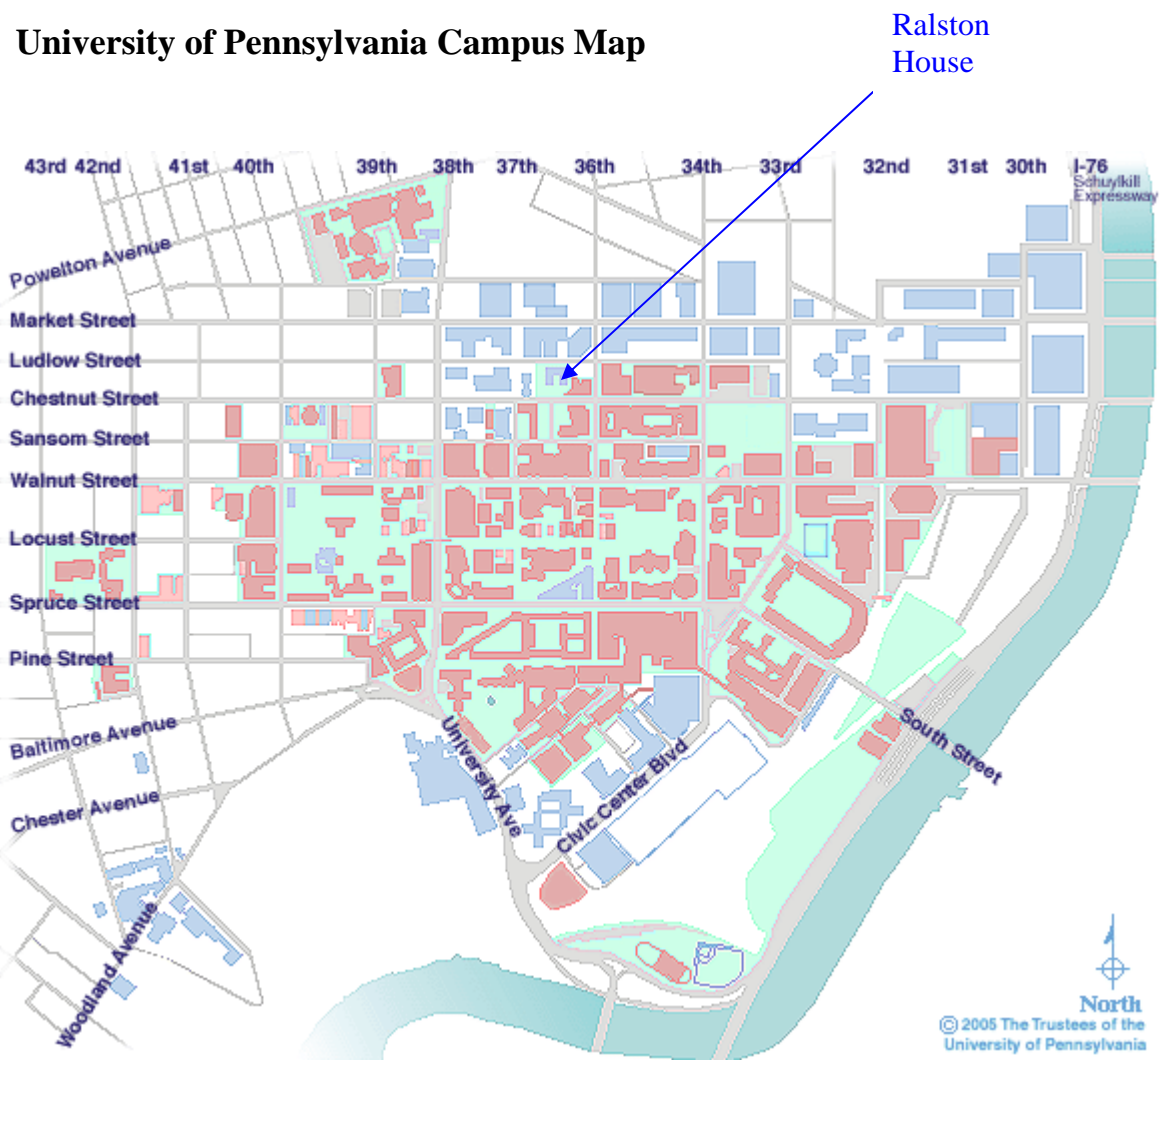 Ralston
House
University of Pennsylvania Campus Map
43rd 42nd 41st 40th 39th 38th 37th 36th 34th 33rd 32nd 31st 30th I-76
Schuylkill
Expressway
Powelton Avenue
Market Street
Ludlow Street
Chestnut Street
Sansom Street
Walnut Street
Locust Street
Spruce Street
Pine Street
Baltimore Avenue
University Ave
South Street
Civic Center Blvd
Chester Avenue
Woodland Avenue
North
© 2005 The Trustees of the
University of Pennsylvania